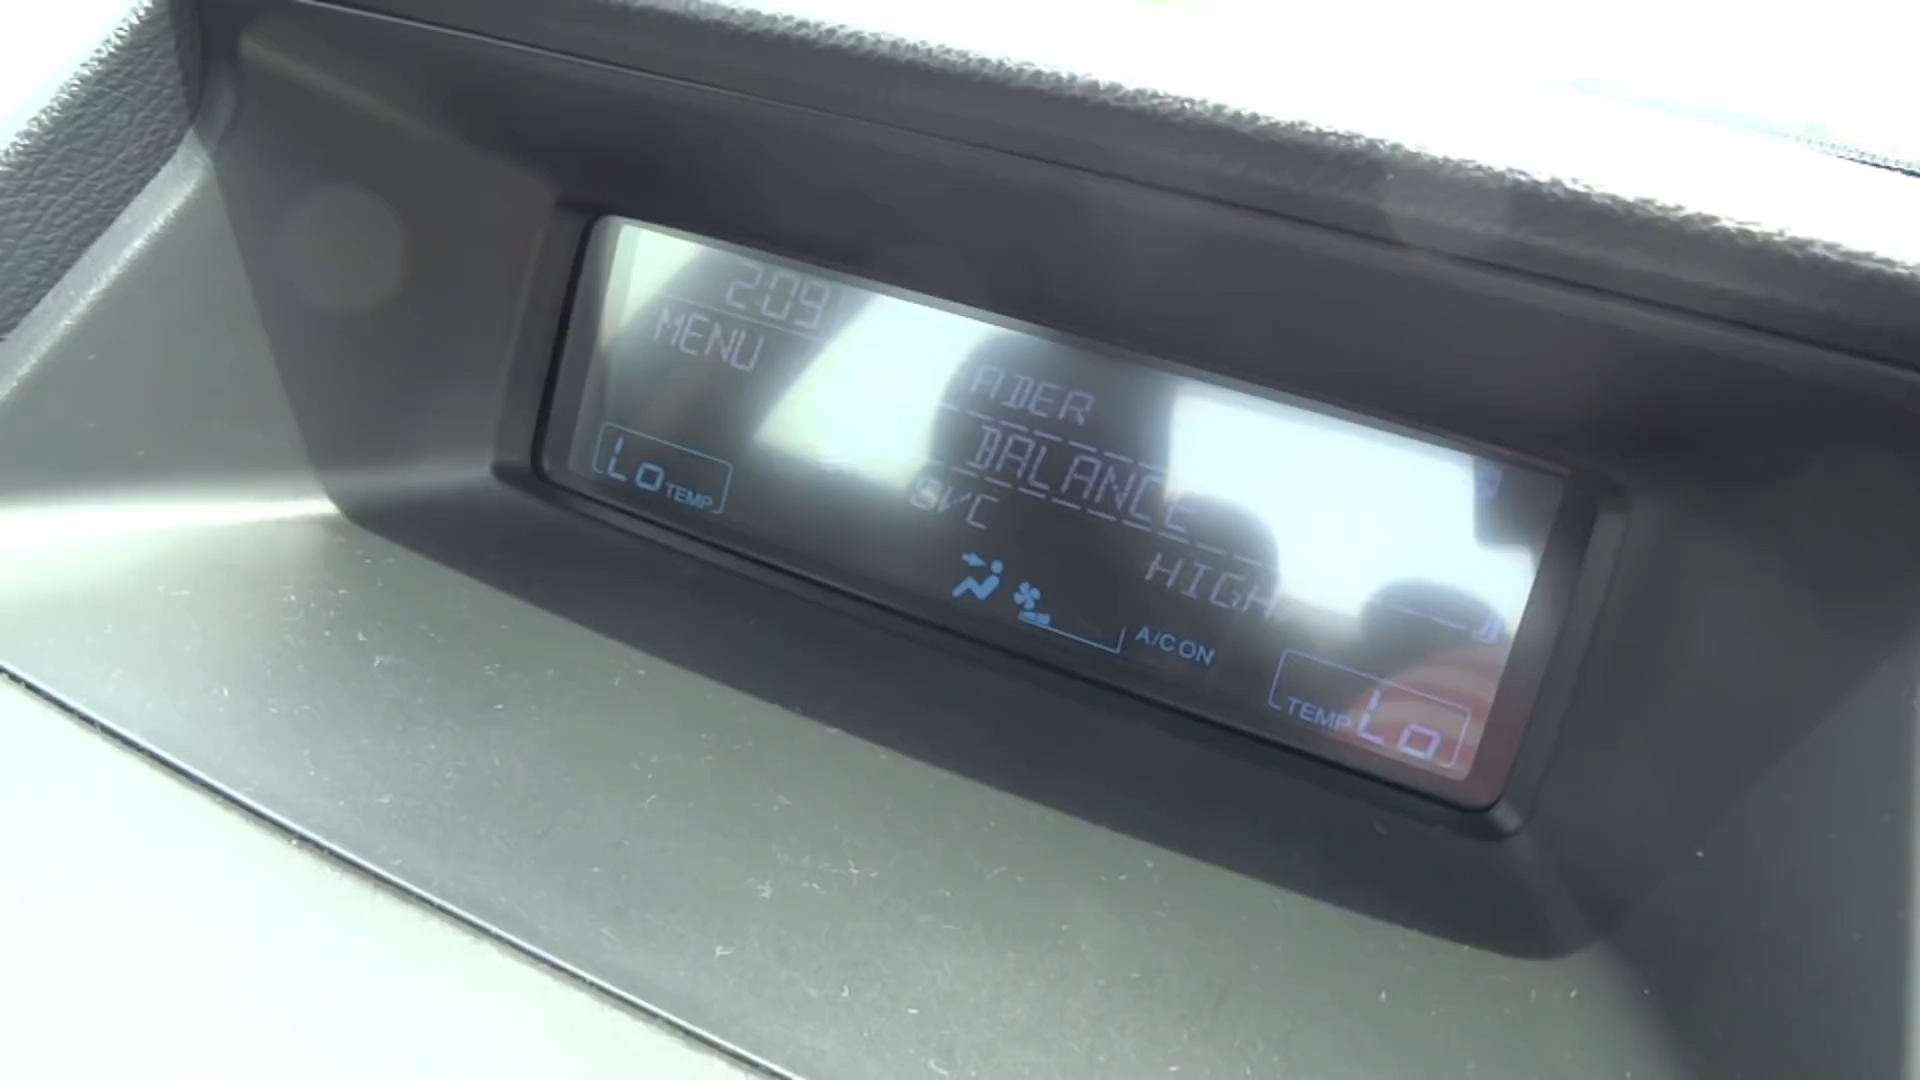 2:09
MENU
ADER
BALANCE
SVC
HIGH
Lo TEMP
A/C ON
TEMP Lo